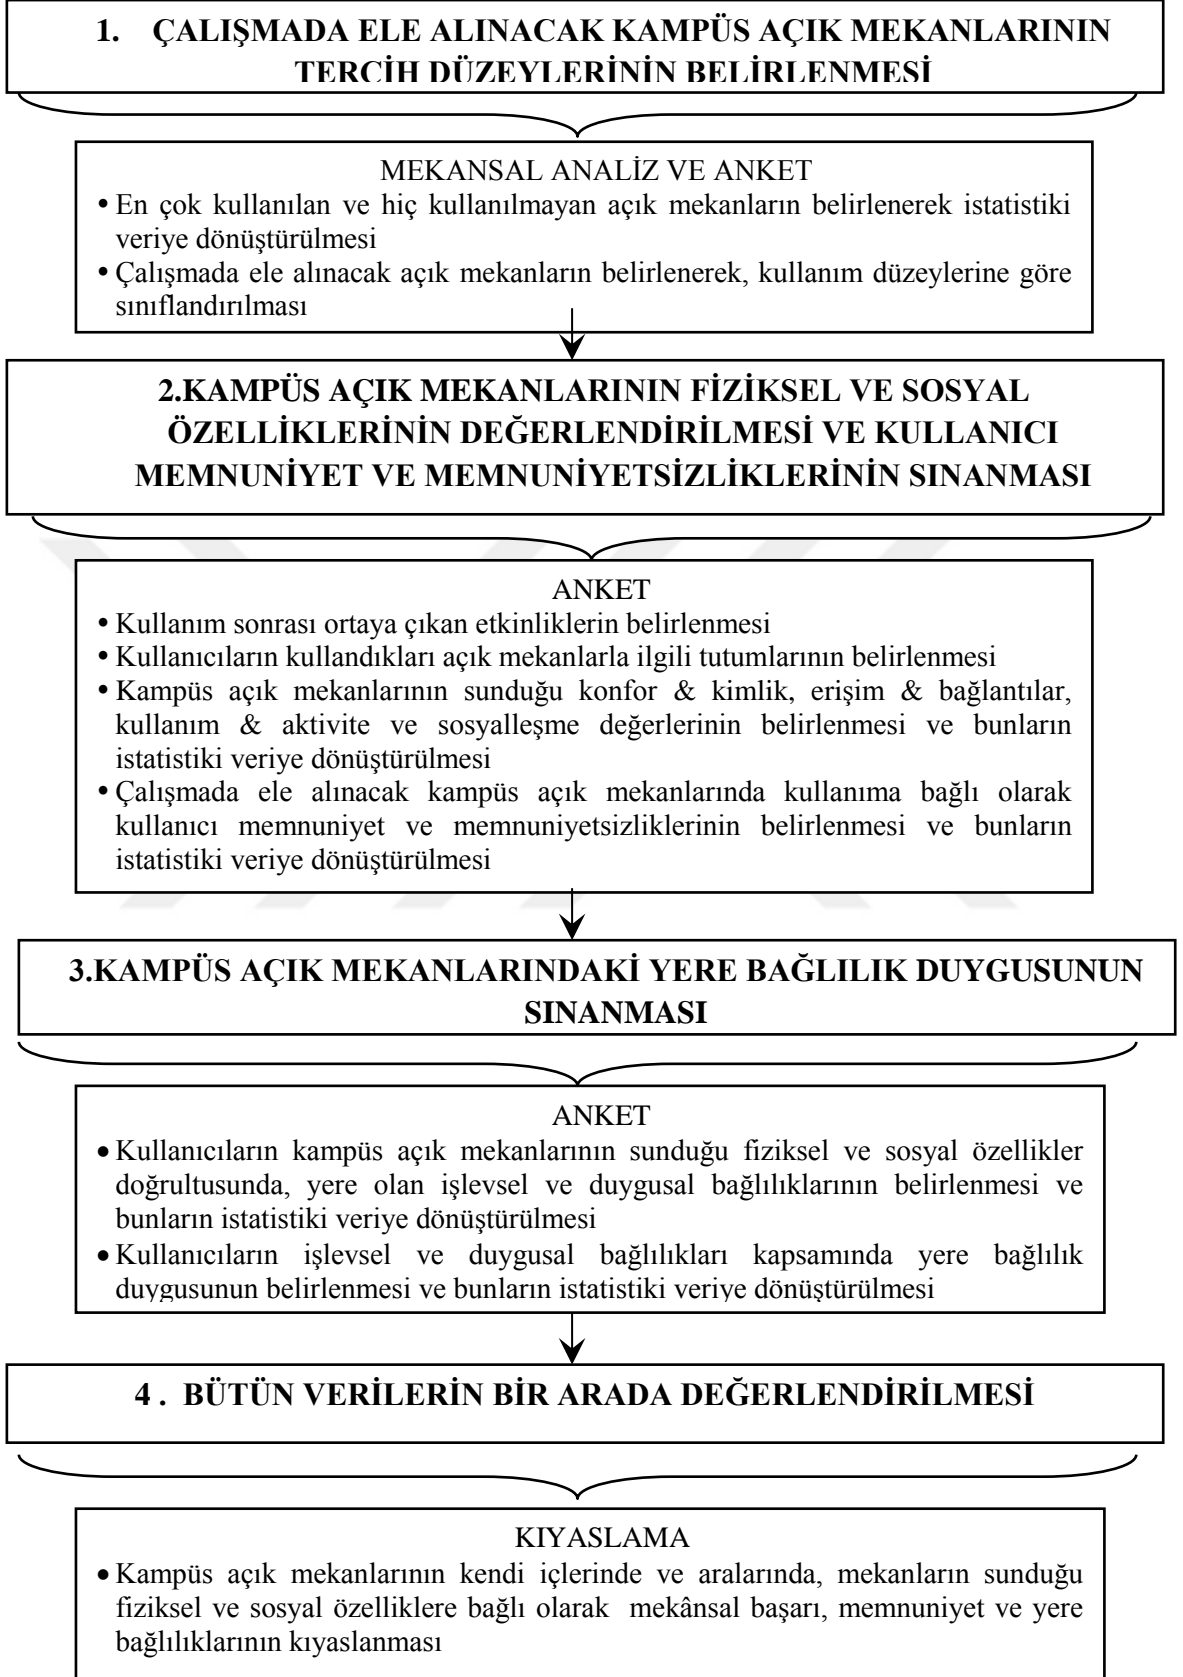 1. ÇALIŞMADA ELE ALINACAK KAMPÜS AÇIK MEKANLARININ
TERCİH DÜZEYLERİNİN BELİRLENMESİ
MEKANSAL ANALİZ VE ANKET
• En çok kullanılan ve hiç kullanılmayan açık mekanların belirlenerek istatistiki
veriye dönüştürülmesi
• Çalışmada ele alınacak açık mekanların belirlenerek, kullanım düzeylerine göre
sınıflandırılması
2.KAMPÜS AÇIK MEKANLARININ FİZİKSEL VE SOSYAL
ÖZELLİKLERİNİN DEĞERLENDİRİLMESİ VE KULLANICI
MEMNUNİYET VE MEMNUNİYETSİZLİKLERİNİN SINANMASI
ANKET
• Kullanım sonrası ortaya çıkan etkinliklerin belirlenmesi
• Kullanıcıların kullandıkları açık mekanlarla ilgili tutumlarının belirlenmesi
• Kampüs açık mekanlarının sunduğu konfor & kimlik, erişim & bağlantılar,
kullanım & aktivite ve sosyalleşme değerlerinin belirlenmesi ve bunların
istatistiki veriye dönüştürülmesi
• Çalışmada ele alınacak kampüs açık mekanlarında kullanıma bağlı olarak
kullanıcı memnuniyet ve memnuniyetsizliklerinin belirlenmesi ve bunların
istatistiki veriye dönüştürülmesi
3.KAMPÜS AÇIK MEKANLARINDAKİ YERE BAĞLILIK DUYGUSUNUN
SINANMASI
ANKET
• Kullanıcıların kampüs açık mekanlarının sunduğu fiziksel ve sosyal özellikler
doğrultusunda, yere olan işlevsel ve duygusal bağlılıklarının belirlenmesi ve
bunların istatistiki veriye dönüştürülmesi
• Kullanıcıların işlevsel ve duygusal bağlılıkları kapsamında yere bağlılık
duygusunun belirlenmesi ve bunların istatistiki veriye dönüştürülmesi
4 . BÜTÜN VERİLERİN BİR ARADA DEĞERLENDİRİLMESİ
KIYASLAMA
• Kampüs açık mekanlarının kendi içlerinde ve aralarında, mekanların sunduğu
fiziksel ve sosyal özelliklere bağlı olarak mekânsal başarı, memnuniyet ve yere
bağlılıklarının kıyaslanması